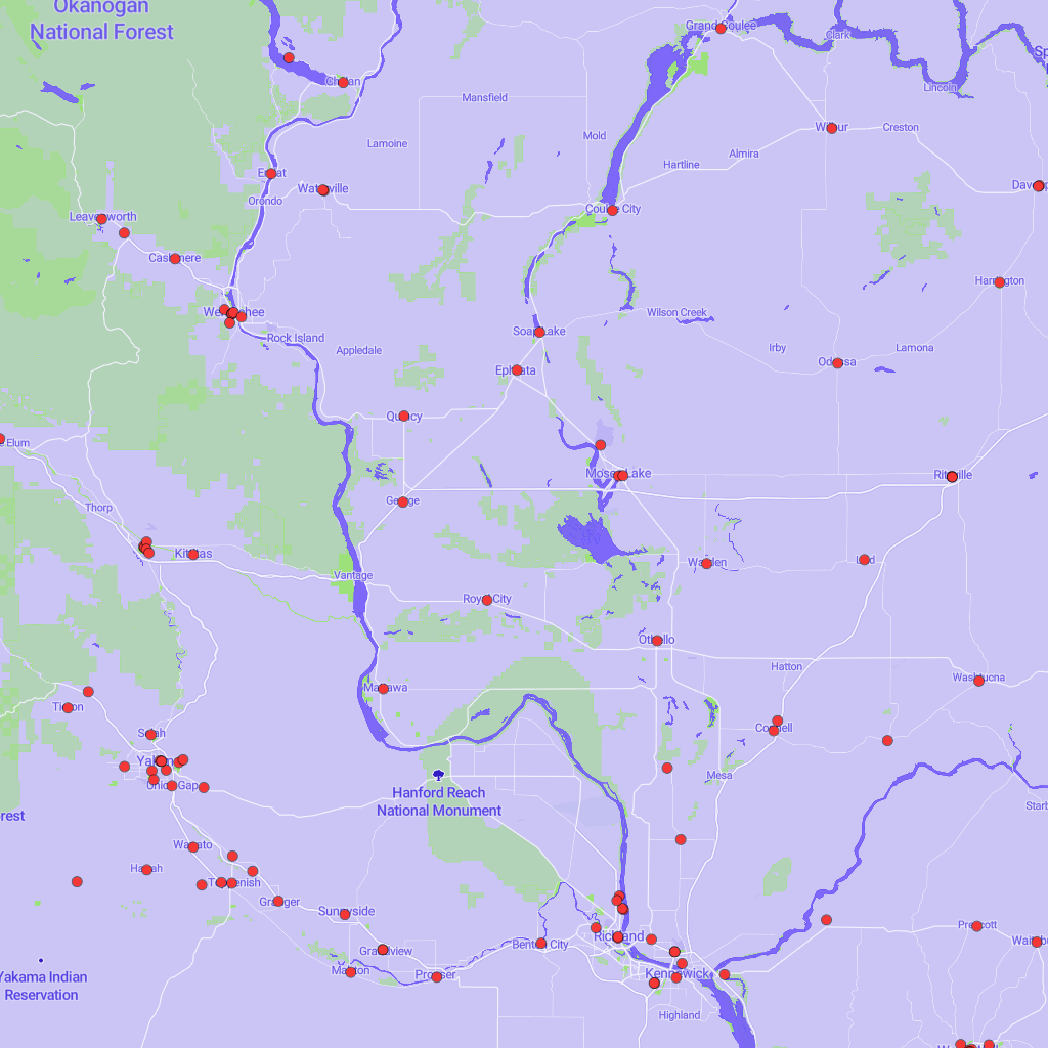 Okanogan
National Forest
Grand Coulee
Clark
Lincoln
Mansfield
Mold
Wilbur
Creston
Lamoine
Almira
Hartline
Waterville
Orondo
Leavenworth
Coulee City
Cashmere
Wenatchee
Rock Island
Wilson Creek
Soap Lake
Appledale
Irby
Lamona
Odessa
Harrington
Ephrata
Quincy
Elum
Moses Lake
Ritzville
George
Thorp
Kittitas
Vantage
Warden
Lind
Royal City
Othello
Hatton
Washtucna
Mattawa
Tieton
Selah
Connell
Yakima
Union Gap
Mesa
Hanford Reach
National Monument
Wapato
Harrah
Toppenish
Granger
Sunnyside
Prescott
Richland
Benton City
Grandview
Mabton
Prosser
Kennewick
Yakama Indian
Reservation
Highland